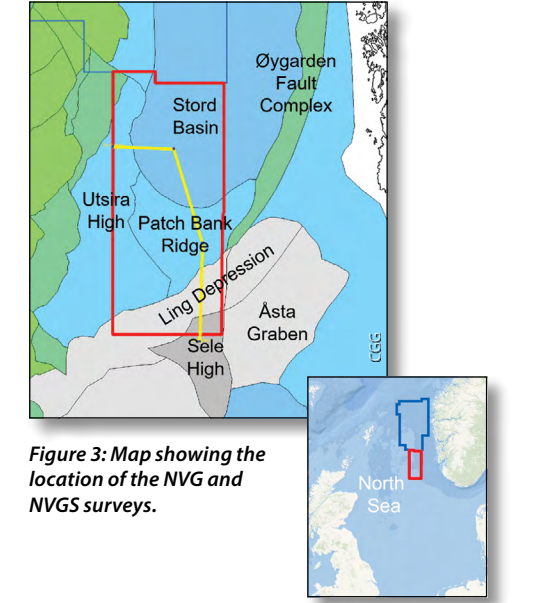 Øygarden
Fault
Complex
Stord
Basin
Utsira
High
Patch Bank
Ridge
Ling Depression
Åsta
Graben
Sele
High
CGG
Figure 3: Map showing the
location of the NVG and
NVGS surveys.
North
Sea